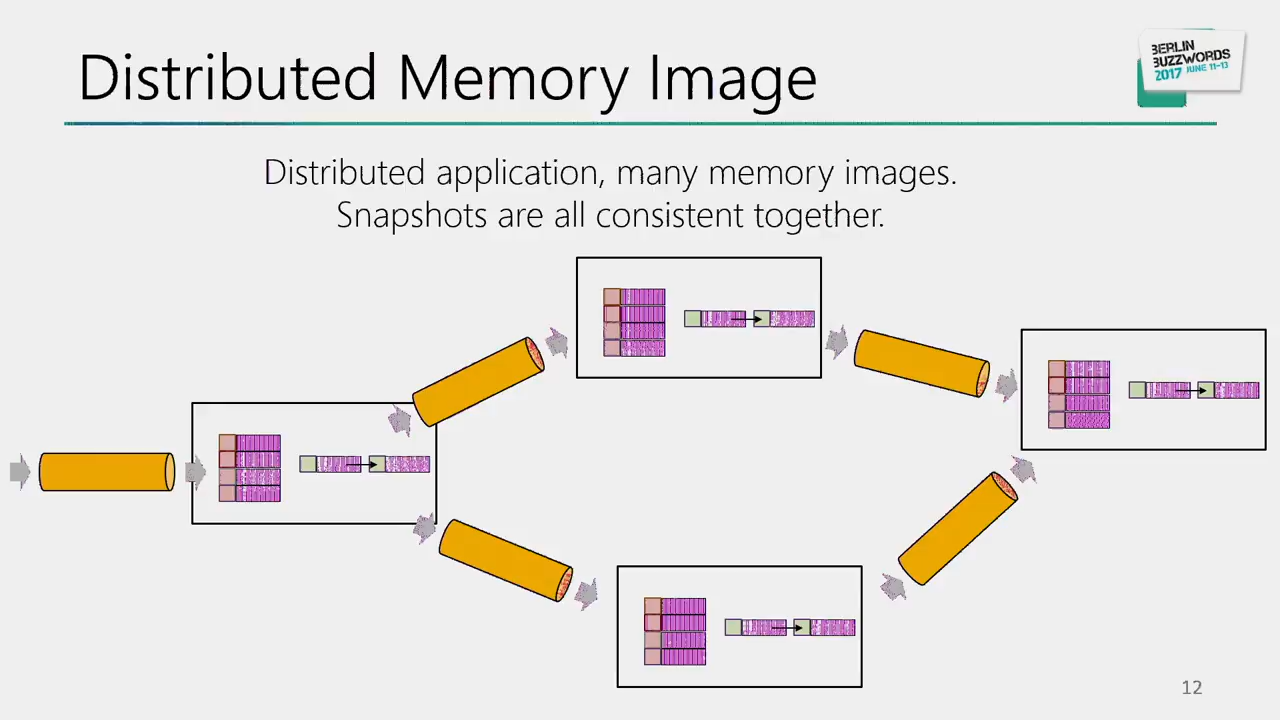 Distributed Memory Image
BERLIN
BUZZWORDS
2017 JUNE 11-13
Distributed application, many memory images.
Snapshots are all consistent together.
12